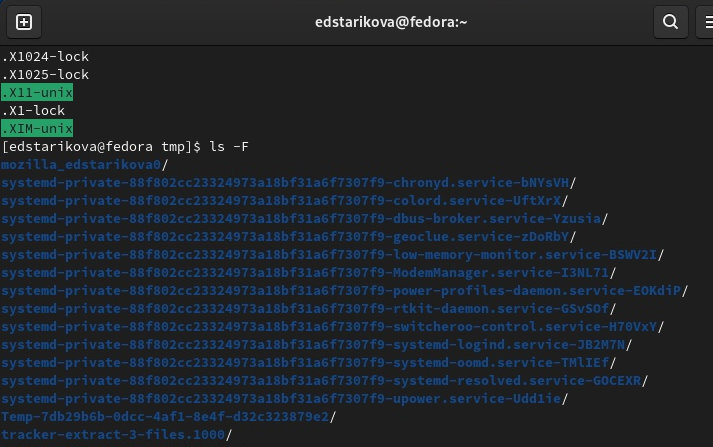 edstarikova@fedora:~
.X1024-lock
.X1025-lock
.X11-unix
.X1-lock
.XIM-unix
[edstarikova@fedora tmp]$ ls -F
mozilla_edstarikova0/
systemd-private-88f802cc23324973a18bf31a6f7307f9-chronyd.service-bNYsVH/
systemd-private-88f802cc23324973a18bf31a6f7307f9-colord.service-UftXrX/
systemd-private-88f802cc23324973a18bf31a6f7307f9-dbus-broker.service-Yzusia/
systemd-private-88f802cc23324973a18bf31a6f7307f9-geoclue.service-zDoRbY/
systemd-private-88f802cc23324973a18bf31a6f7307f9-low-memory-monitor.service-BSWV2I/
systemd-private-88f802cc23324973a18bf31a6f7307f9-ModemManager.service-I3NL71/
systemd-private-88f802cc23324973a18bf31a6f7307f9-power-profiles-daemon.service-EOKdiP/
systemd-private-88f802cc23324973a18bf31a6f7307f9-rtkit-daemon.service-GSvSOf/
systemd-private-88f802cc23324973a18bf31a6f7307f9-switcheroo-control.service-H70VxY/
systemd-private-88f802cc23324973a18bf31a6f7307f9-systemd-logind.service-JB2M7N/
systemd-private-88f802cc23324973a18bf31a6f7307f9-systemd-oomd.service-TMlIEf/
systemd-private-88f802cc23324973a18bf31a6f7307f9-systemd-resolved.service-GOCEXR/
systemd-private-88f802cc23324973a18bf31a6f7307f9-upower.service-Udd1ie/
Temp-7db29b6b-0dcc-4af1-8e4f-d32c323879e2/
tracker-extract-3-files.1000/